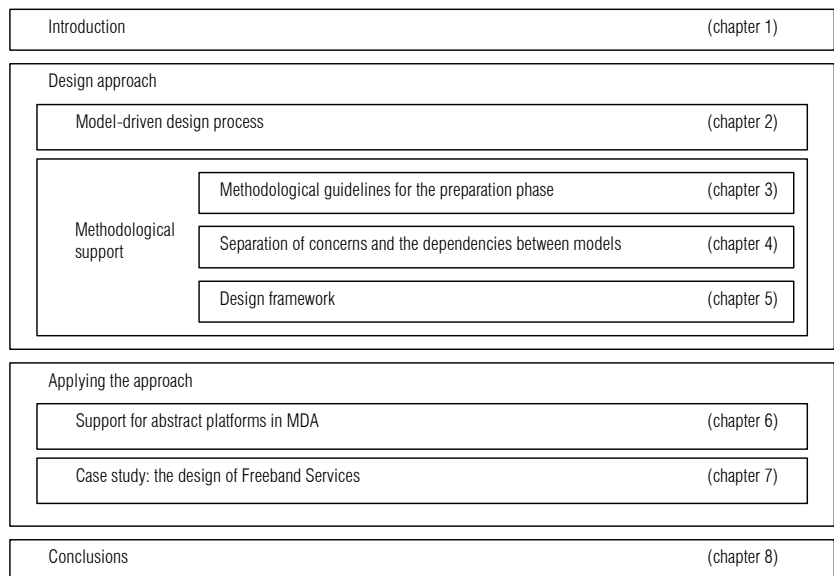 Introduction (chapter 1)
Design approach
Model-driven design process (chapter 2)
Methodological
support
Methodological guidelines for the preparation phase (chapter 3)
Separation of concerns and the dependencies between models (chapter 4)
Design framework (chapter 5)
Applying the approach
Support for abstract platforms in MDA (chapter 6)
Case study: the design of Freeband Services (chapter 7)
Conclusions (chapter 8)